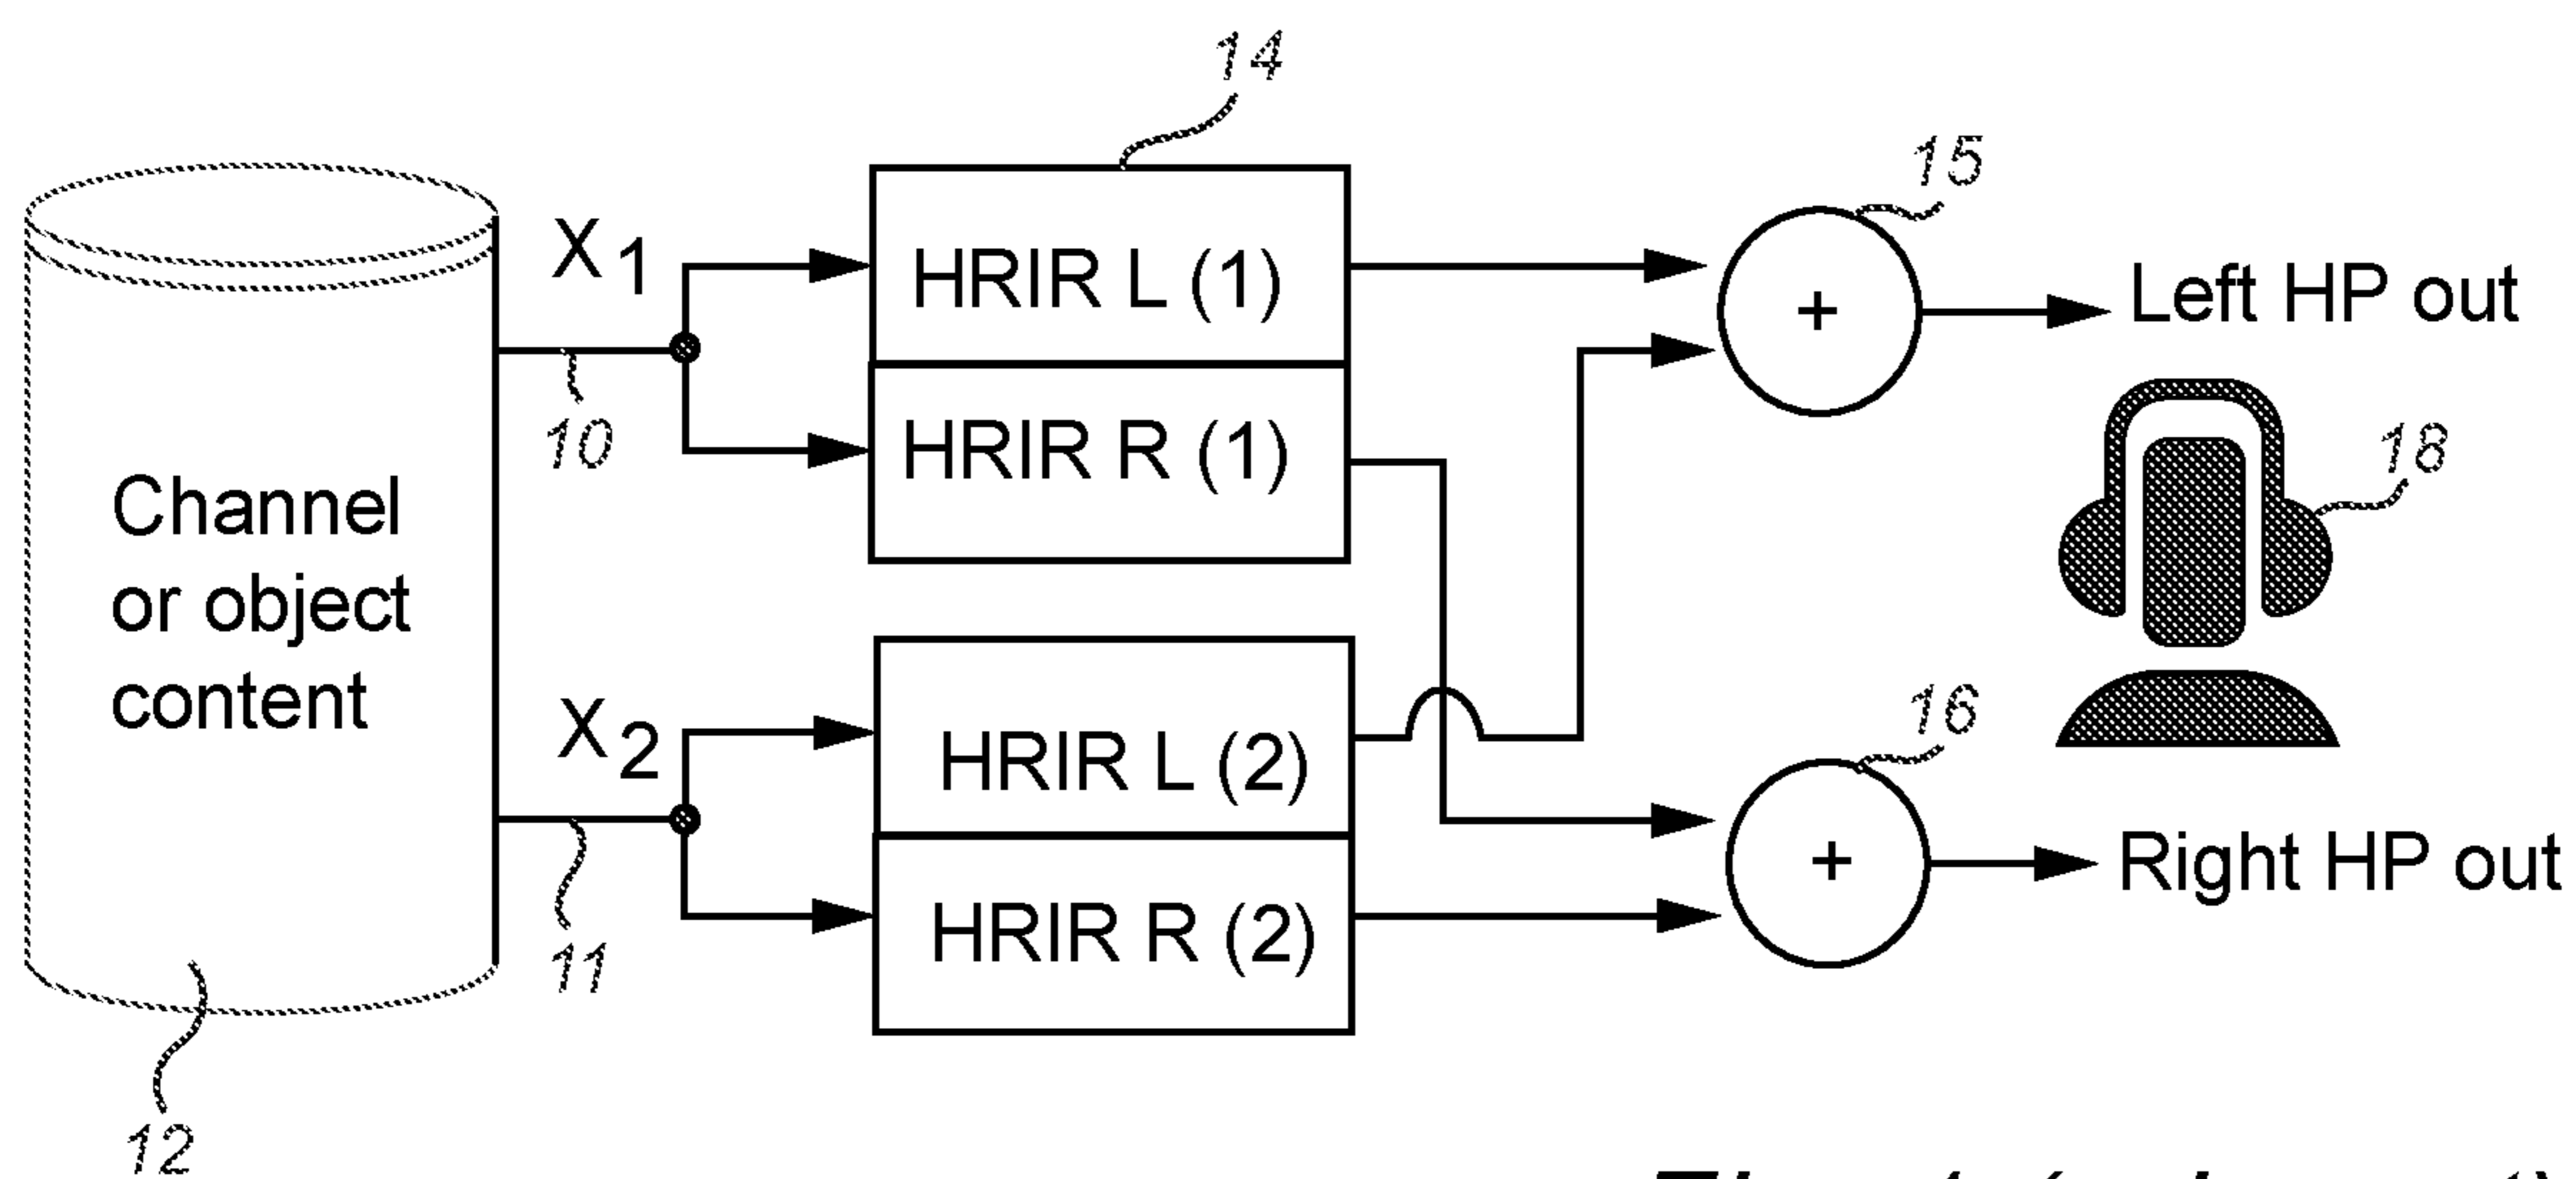 14
15
X1
HRIR L (1)
+
Left HP out
10
HRIR R (1)
18
Channel
or object
content
X2
HRIR L (2)
16
11
HRIR R (2)
+
Right HP out
12